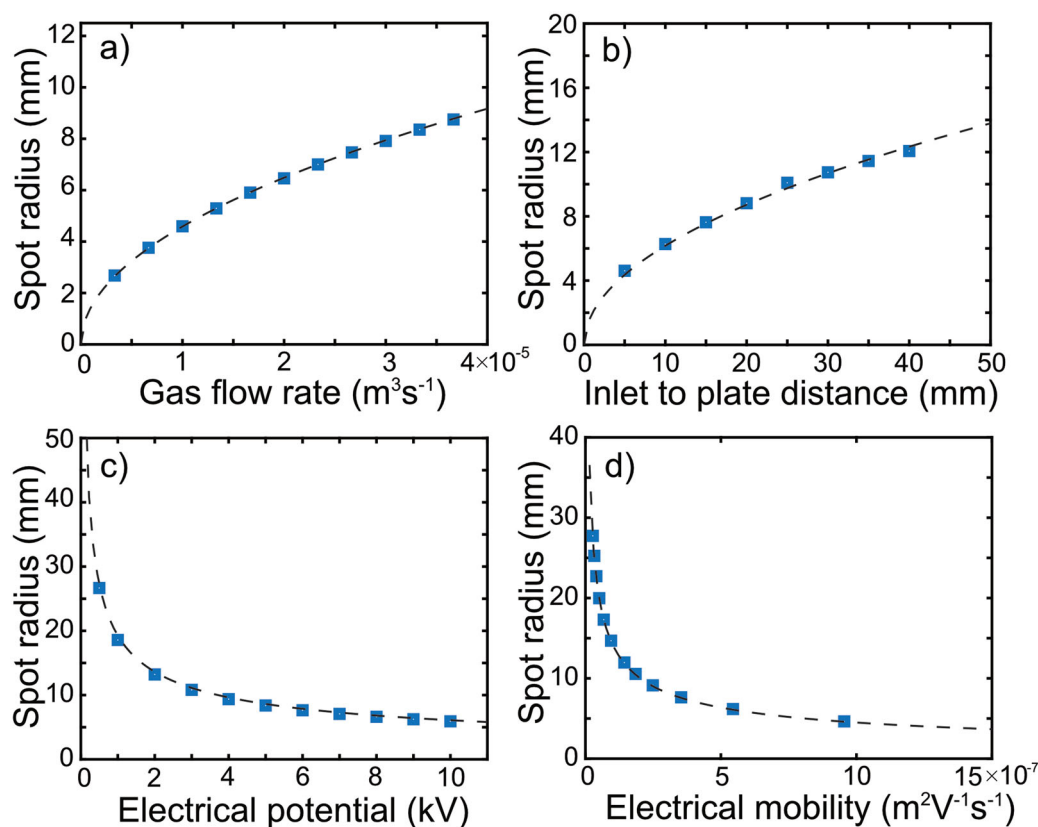 a)
12
10
8
6
4
2
0
Spot radius (mm)
0 1 2 3 4×10⁻⁵
Gas flow rate (m³s⁻¹)
b)
20
16
12
8
4
0
Spot radius (mm)
0 10 20 30 40 50
Inlet to plate distance (mm)
c)
50
40
30
20
10
0
Spot radius (mm)
0 2 4 6 8 10
Electrical potential (kV)
d)
40
30
20
10
0
Spot radius (mm)
0 5 10 15×10⁻⁷
Electrical mobility (m²V⁻¹s⁻¹)